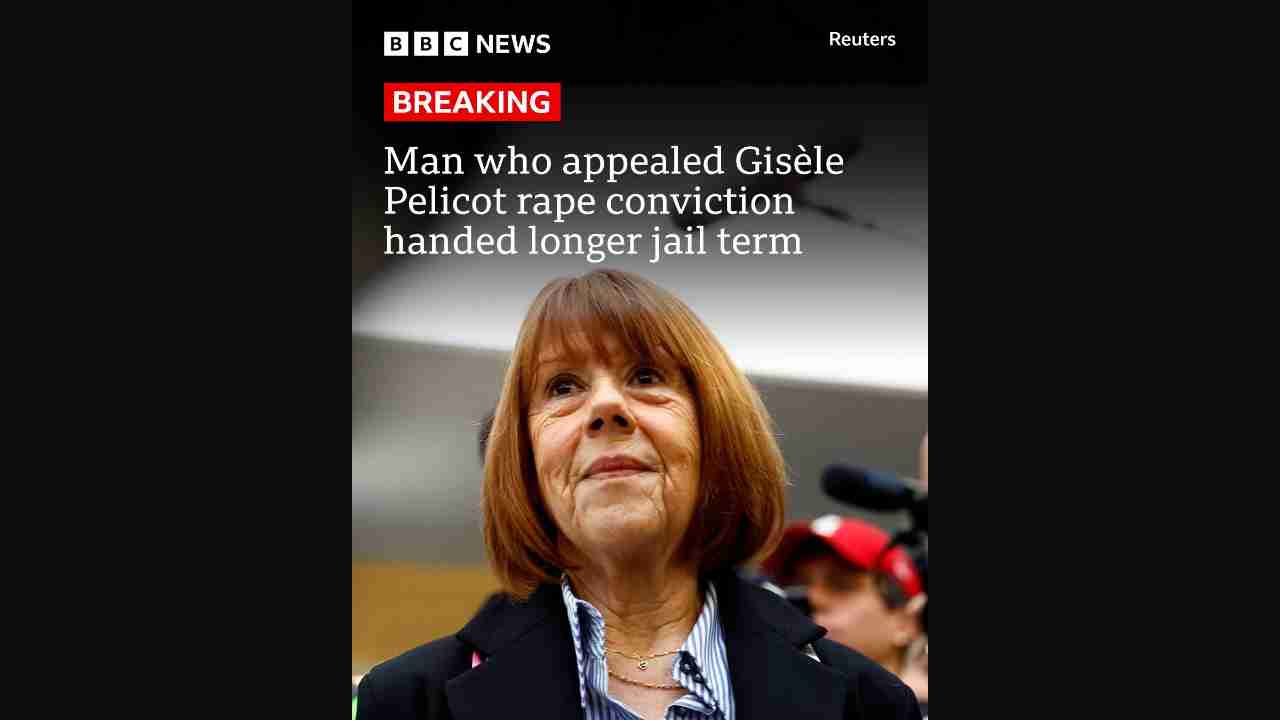 BBC NEWS
Reuters
BREAKING
Man who appealed Gisèle
Pelicot rape conviction
handed longer jail term